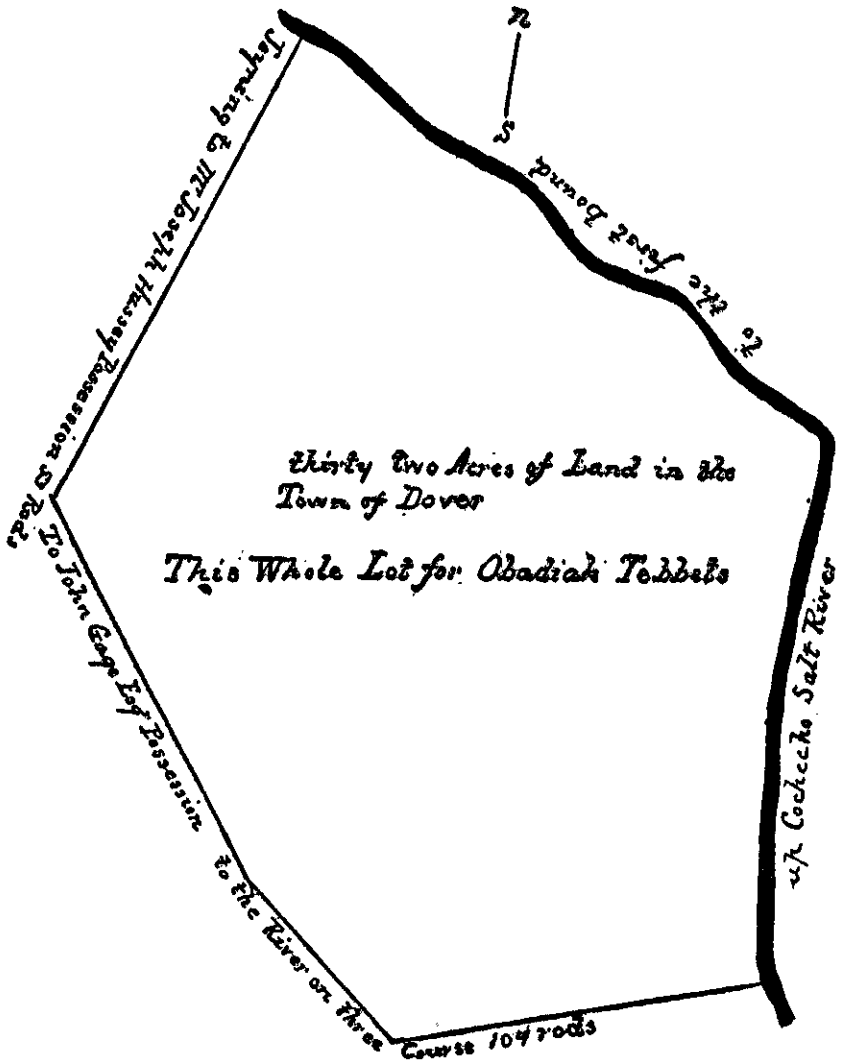 n
s
Joyning to Mr Joseph Hussey Possession 53 Rods
To John Gage Esq Possession to the River on three Course 104 rods
up Cochecho Salt River
to the first bound
thirty two Acres of Land in the
Town of Dover
This Whole Lot for Obadiah Tebbets